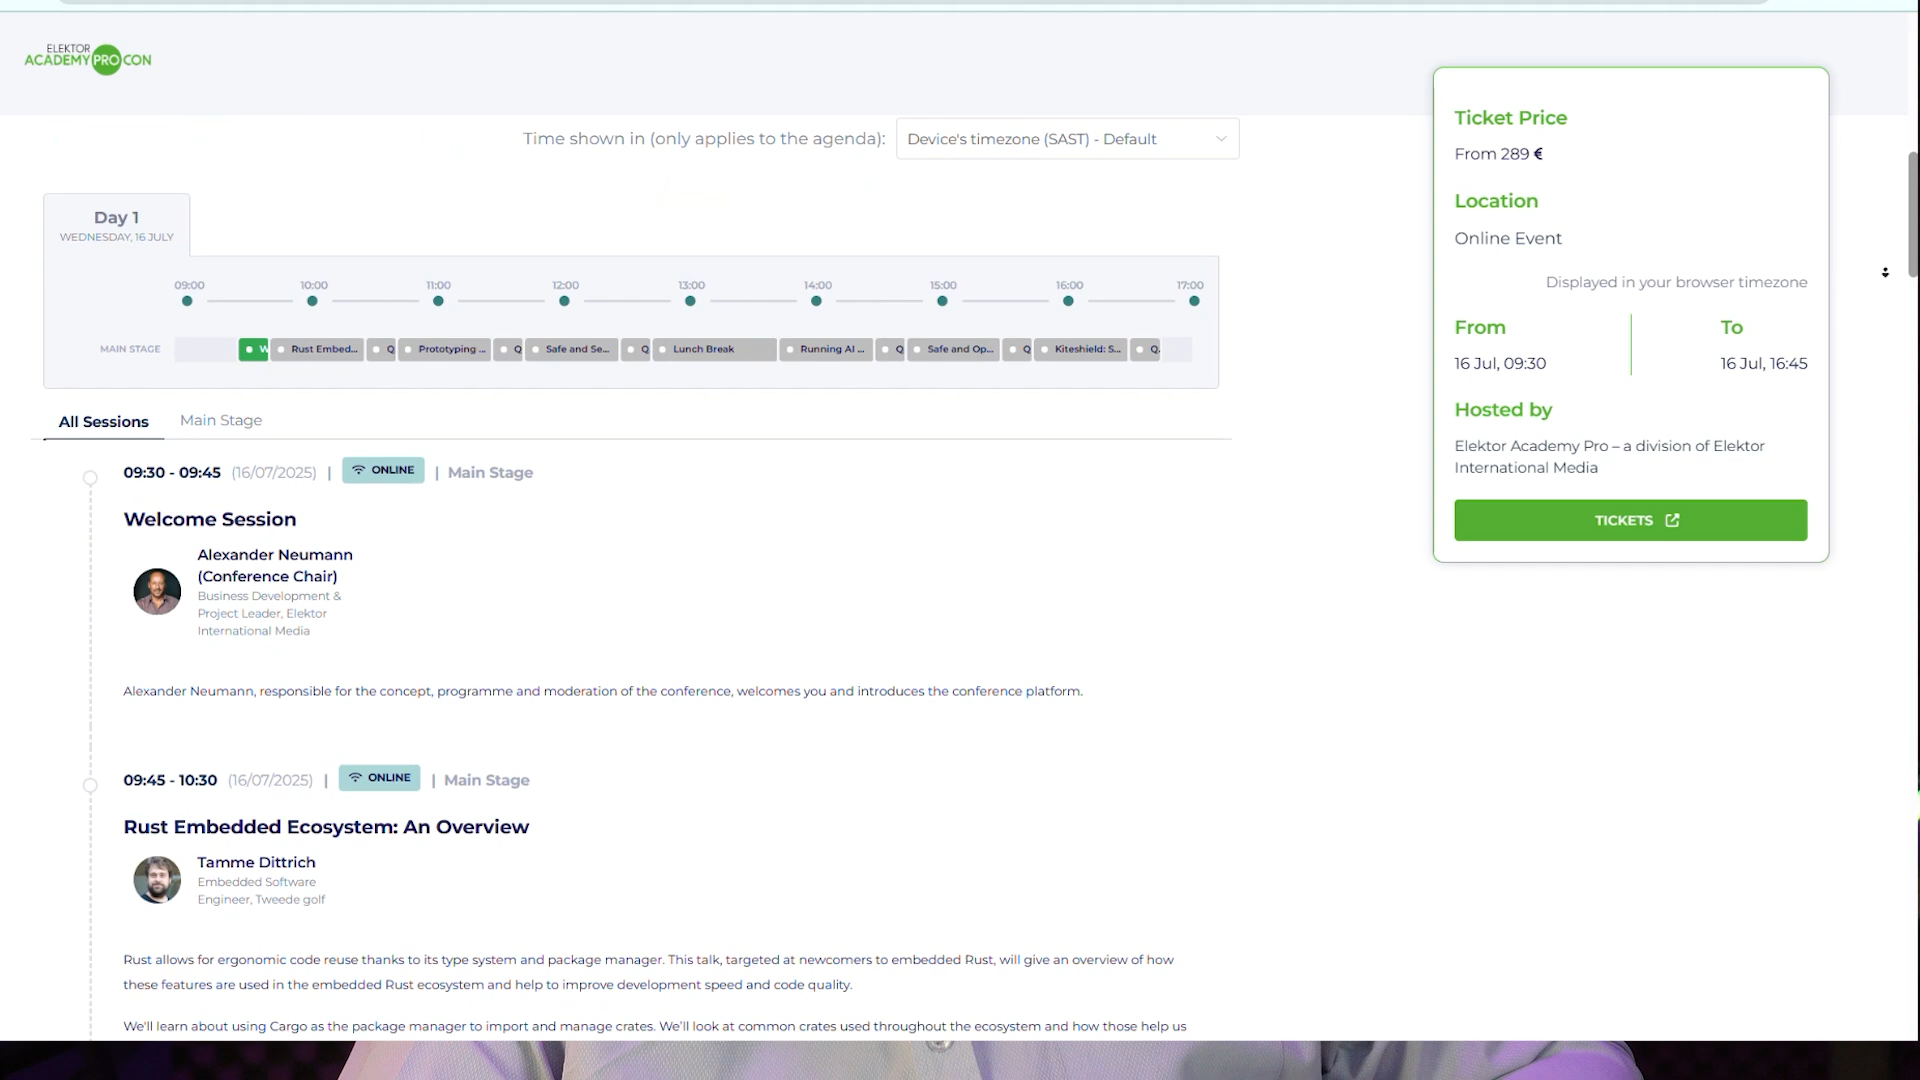 ELEKTOR
ACADEMY PRO CON
Time shown in (only applies to the agenda):
Device's timezone (SAST) - Default
Day 1
WEDNESDAY, 16 JULY
09:00
10:00
11:00
12:00
13:00
14:00
15:00
16:00
17:00
MAIN STAGE
W
Rust Embed...
Q
Prototyping ...
Q
Safe and Se...
Q
Lunch Break
Running AI ...
Q
Safe and Op...
Q
Kiteshield: S...
Q.
All Sessions
Main Stage
09:30 - 09:45 (16/07/2025) | ONLINE | Main Stage
Welcome Session
Alexander Neumann
(Conference Chair)
Business Development &
Project Leader, Elektor
International Media
Alexander Neumann, responsible for the concept, programme and moderation of the conference, welcomes you and introduces the conference platform.
09:45 - 10:30 (16/07/2025) | ONLINE | Main Stage
Rust Embedded Ecosystem: An Overview
Tamme Dittrich
Embedded Software
Engineer, Tweede golf
Rust allows for ergonomic code reuse thanks to its type system and package manager. This talk, targeted at newcomers to embedded Rust, will give an overview of how
these features are used in the embedded Rust ecosystem and help to improve development speed and code quality.
We'll learn about using Cargo as the package manager to import and manage crates. We'll look at common crates used throughout the ecosystem and how those help us
Ticket Price
From 289 €
Location
Online Event
Displayed in your browser timezone
From
To
16 Jul, 09:30
16 Jul, 16:45
Hosted by
Elektor Academy Pro – a division of Elektor
International Media
TICKETS